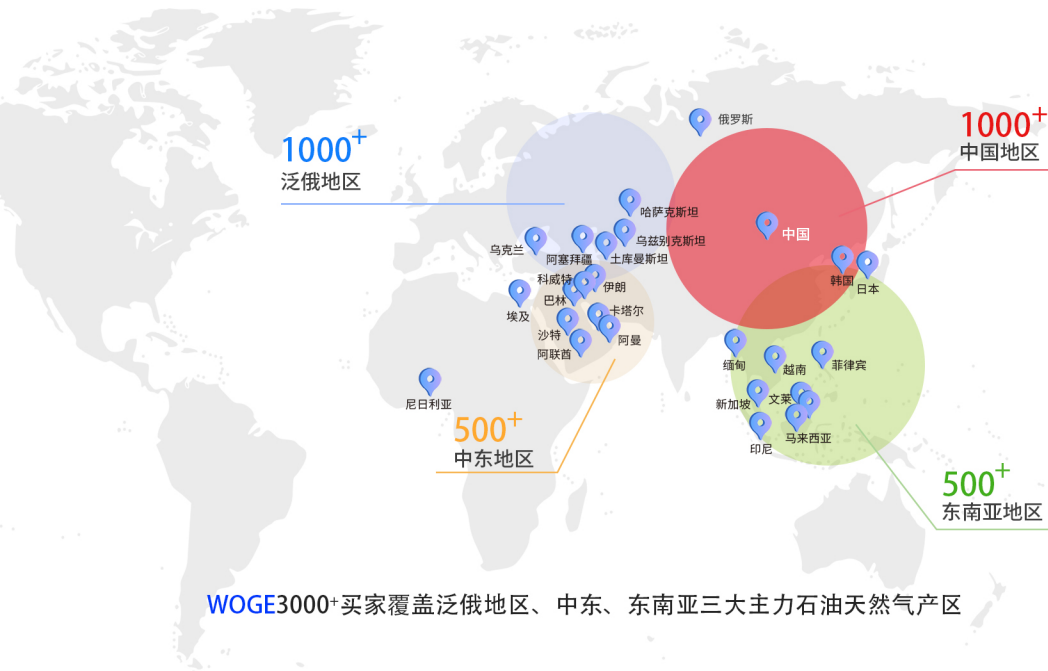 俄罗斯
1000+
中国地区
1000+
泛俄地区
哈萨克斯坦
中国
乌兹别克斯坦
乌克兰
阿塞拜疆
土库曼斯坦
科威特
伊朗
韩国
日本
巴林
埃及
卡塔尔
沙特
阿曼
阿联酋
缅甸
越南
菲律宾
尼日利亚
新加坡
文莱
500+
中东地区
马来西亚
印尼
500+
东南亚地区
WOGE3000+买家覆盖泛俄地区、中东、东南亚三大主力石油天然气产区